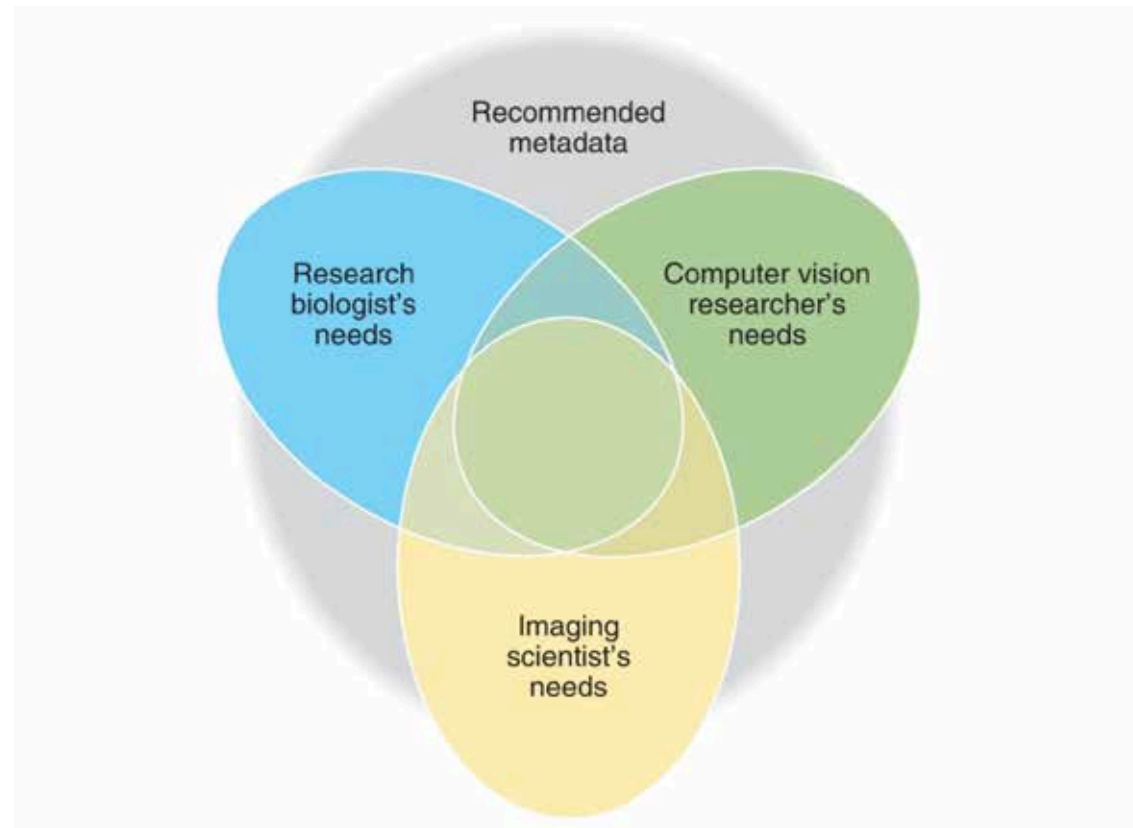 Recommended
metadata
Research
biologist's
needs
Computer vision
researcher's
needs
Imaging
scientist's
needs